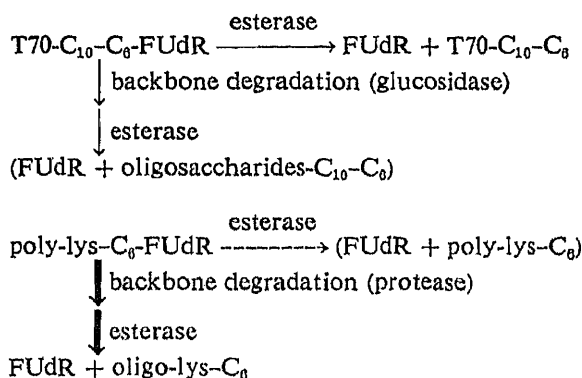 esterase
T70-C₁₀–C₆-FUdR ⟶ FUdR + T70-C₁₀–C₆
backbone degradation (glucosidase)
esterase
(FUdR + oligosaccharides-C₁₀–C₆)
esterase
poly-lys–C₆-FUdR ⇢ (FUdR + poly-lys–C₆)
backbone degradation (protease)
esterase
FUdR + oligo-lys–C₆